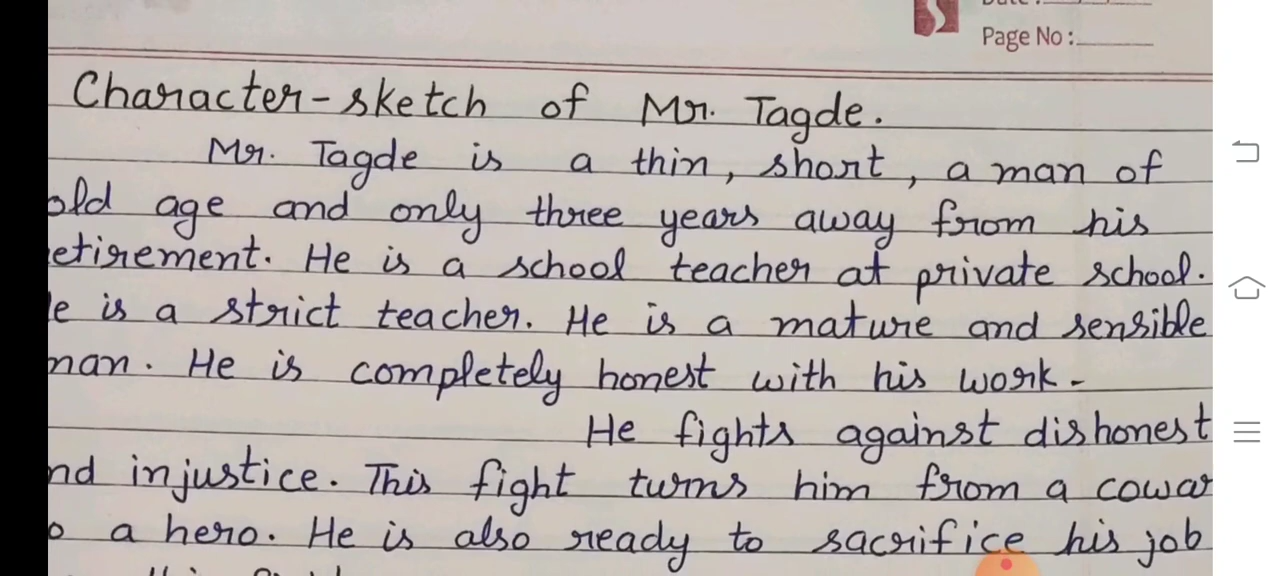 Page No :
Character-sketch of Mr. Tagde.
Mr. Tagde is a thin, short, a man of
old age and only three years away from his
etirement. He is a school teacher at private school.
e is a strict teacher. He is a mature and sensible
man. He is completely honest with his work-
He fights against dishonest
nd injustice. This fight turns him from a cowar
o a hero. He is also ready to sacrifice his job